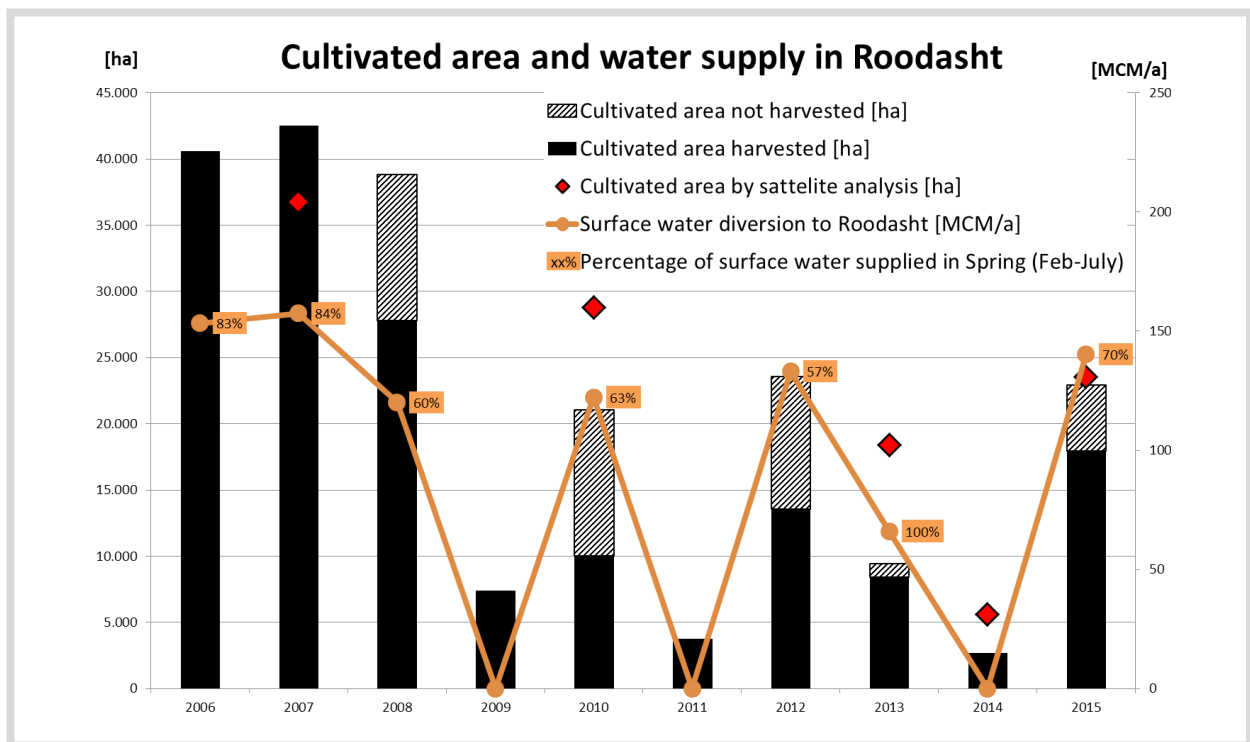 Cultivated area and water supply in Roodasht
[ha]
[MCM/a]
Cultivated area not harvested [ha]
Cultivated area harvested [ha]
Cultivated area by sattelite analysis [ha]
Surface water diversion to Roodasht [MCM/a]
xx% Percentage of surface water supplied in Spring (Feb-July)
45.000
40.000
35.000
30.000
25.000
20.000
15.000
10.000
5.000
0
250
200
150
100
50
0
83%
84%
60%
63%
57%
100%
70%
2006 2007 2008 2009 2010 2011 2012 2013 2014 2015